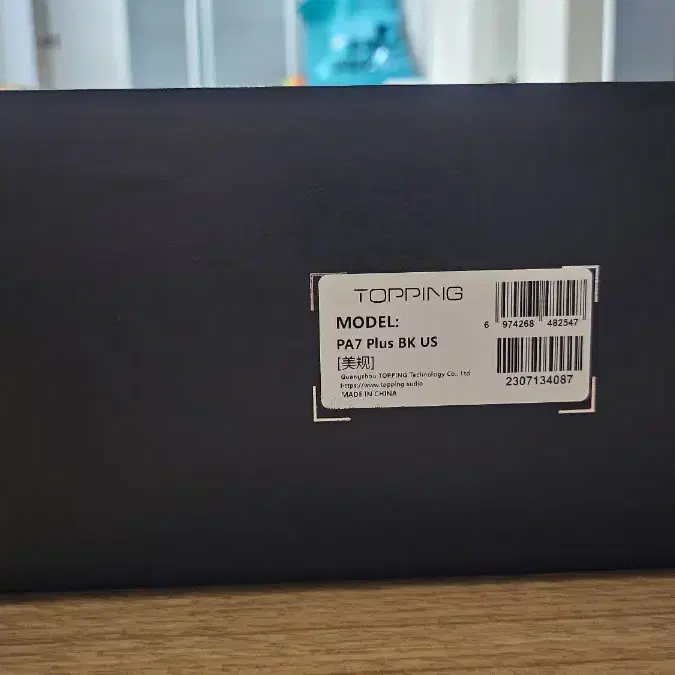 TOPPING
MODEL:
PA7 Plus BK US
[美规]
Guangzhou TOPPING Technology Co., Ltd
Https://www.topping.audio
MADE IN CHINA
6 974268 482547
2307134087